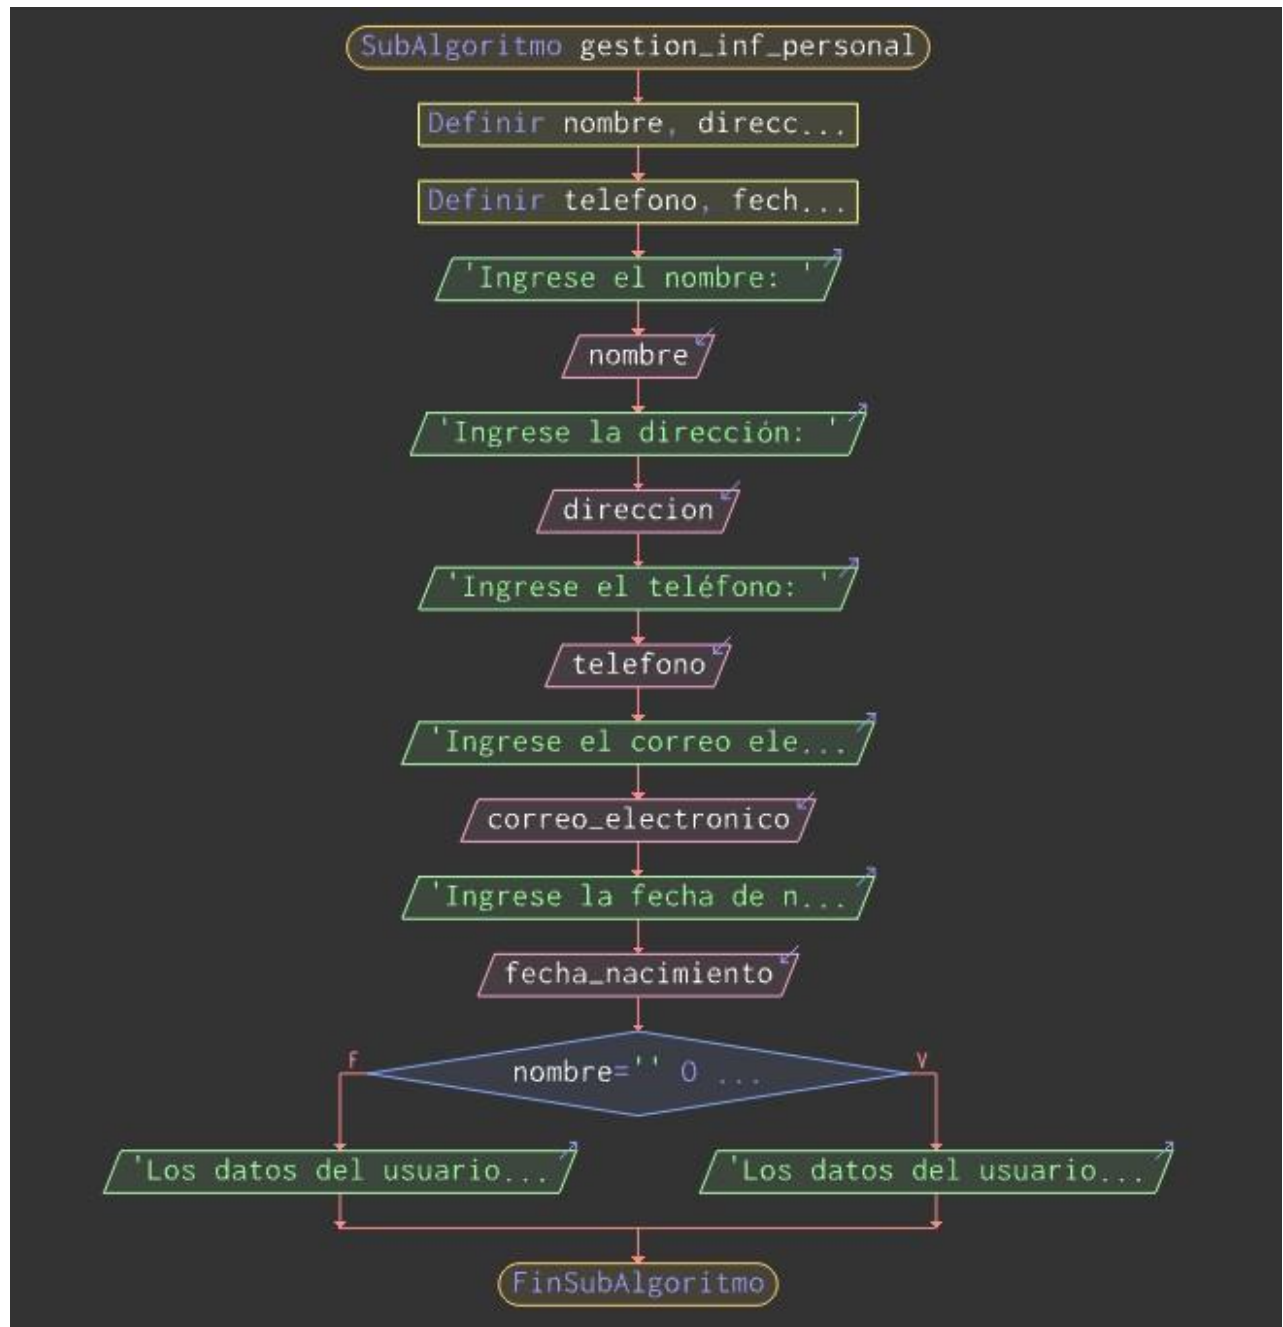 SubAlgoritmo gestion_inf_personal
Definir nombre, direcc...
Definir telefono, fech...
'Ingrese el nombre: '
nombre
'Ingrese la dirección: '
direccion
'Ingrese el teléfono: '
telefono
'Ingrese el correo ele...
correo_electronico
'Ingrese la fecha de n...
fecha_nacimiento
F
V
nombre='' O ...
'Los datos del usuario...
'Los datos del usuario...
FinSubAlgoritmo